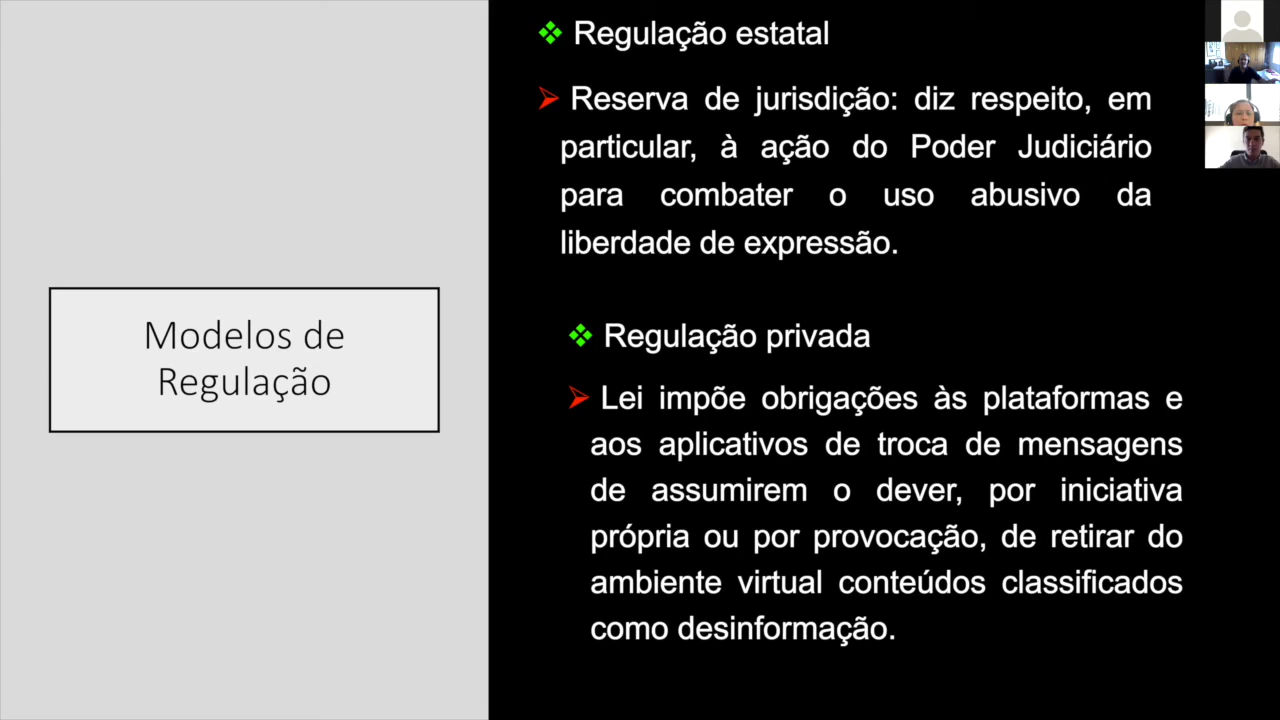 Modelos de
Regulação
Regulação estatal
Reserva de jurisdição: diz respeito, em
particular, à ação do Poder Judiciário
para combater o uso abusivo da
liberdade de expressão.
Regulação privada
Lei impõe obrigações às plataformas e
aos aplicativos de troca de mensagens
de assumirem o dever, por iniciativa
própria ou por provocação, de retirar do
ambiente virtual conteúdos classificados
como desinformação.